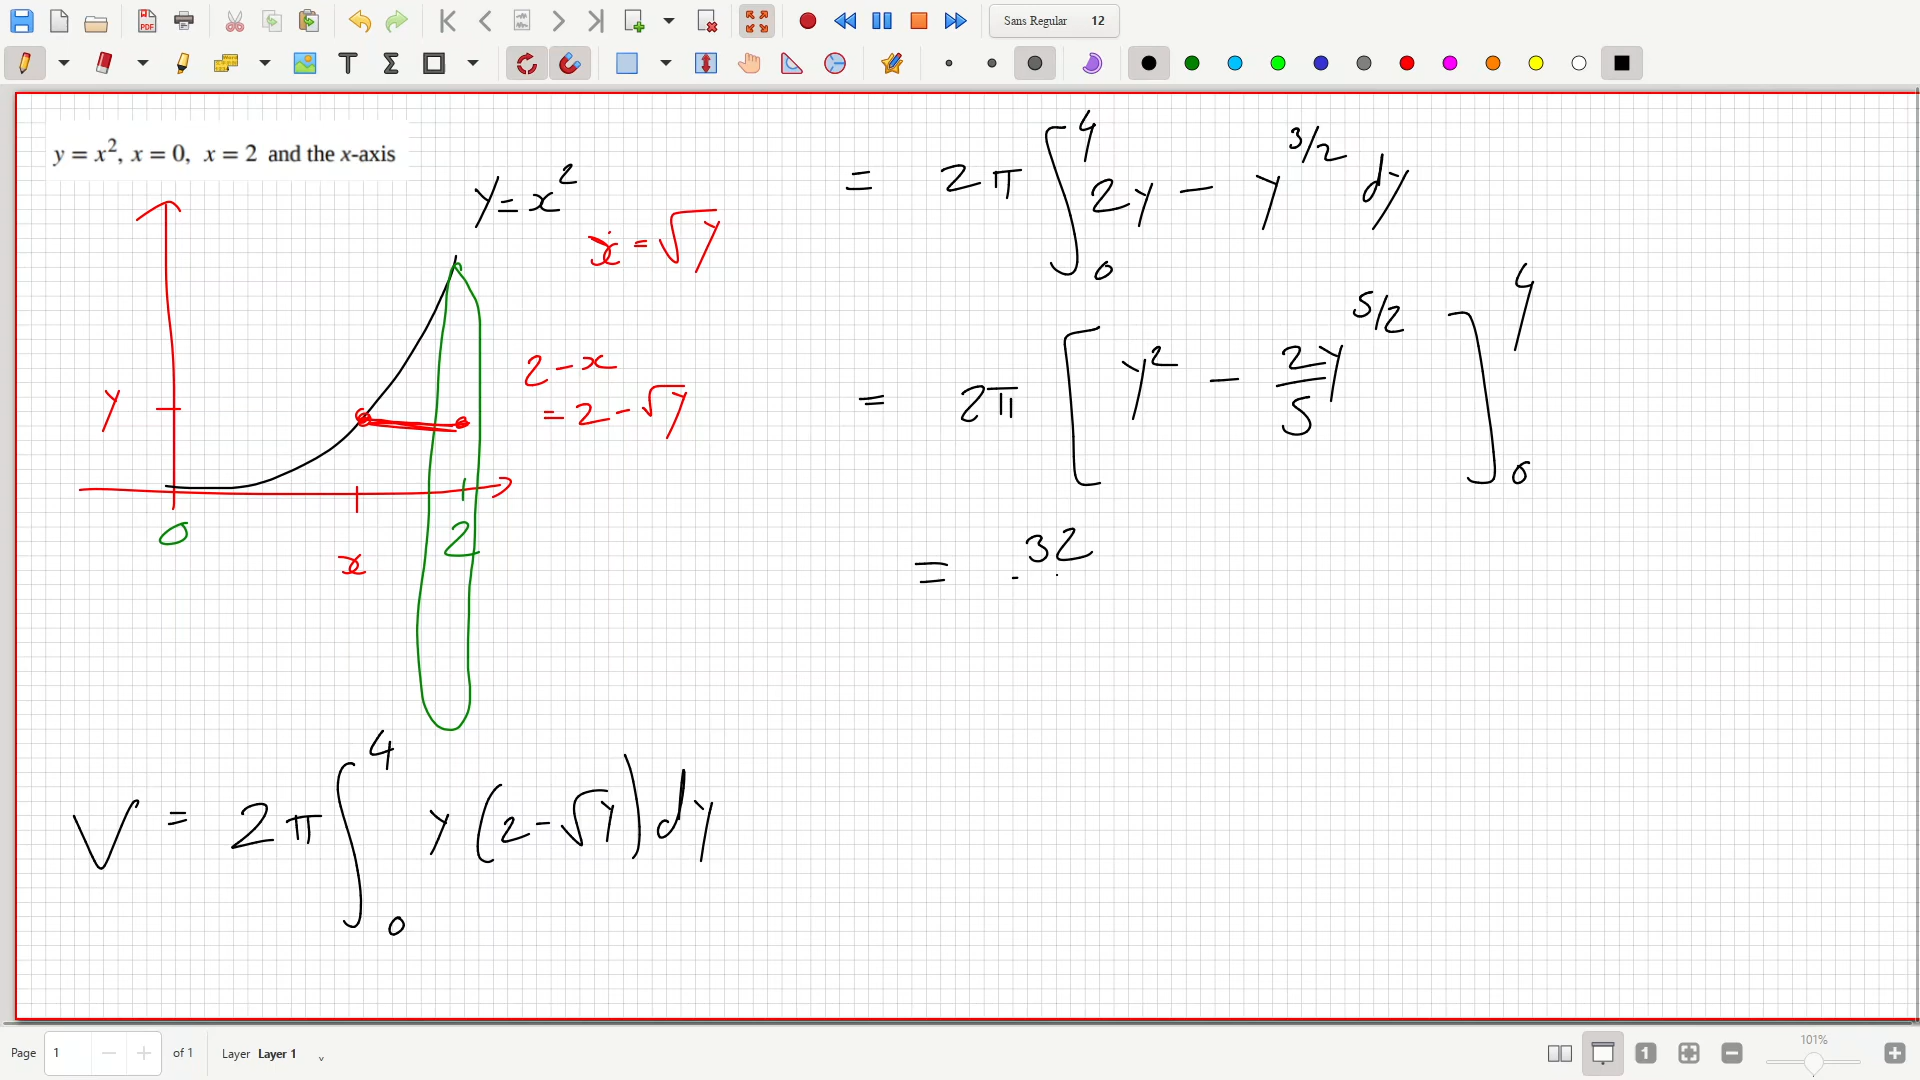 Sans Regular 12
y = x², x = 0, x = 2 and the x-axis
y = x²
x = √y
2 - x
= 2 - √y
y
0
x
2
V = 2π ∫₀⁴ y (2 - √y) dy
= 2π ∫₀⁴ 2y - y^(3/2) dy
= 2π [ y² - 2y^(5/2)/5 ]₀⁴
= 32
Page 1 of 1 Layer Layer 1
101%